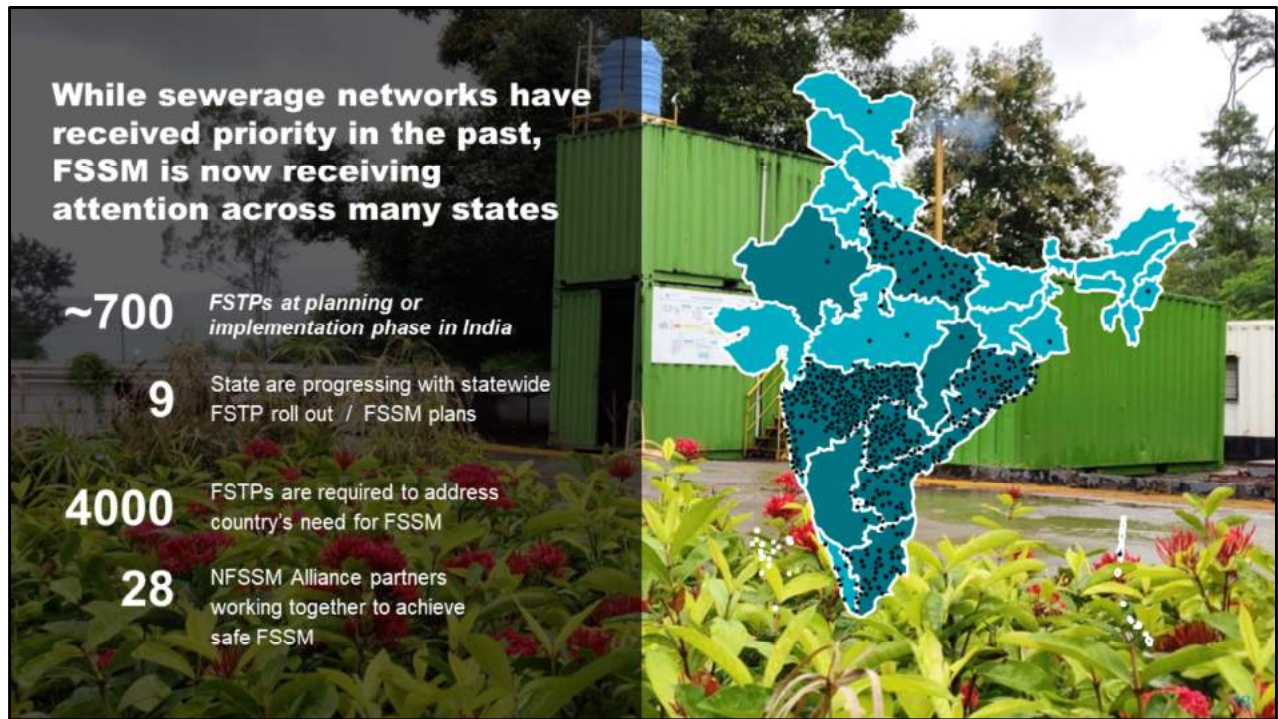 While sewerage networks have
received priority in the past,
FSSM is now receiving
attention across many states
~700
FSTPs at planning or
implementation phase in India
9
State are progressing with statewide
FSTP roll out / FSSM plans
4000
FSTPs are required to address
country's need for FSSM
28
NFSSM Alliance partners
working together to achieve
safe FSSM